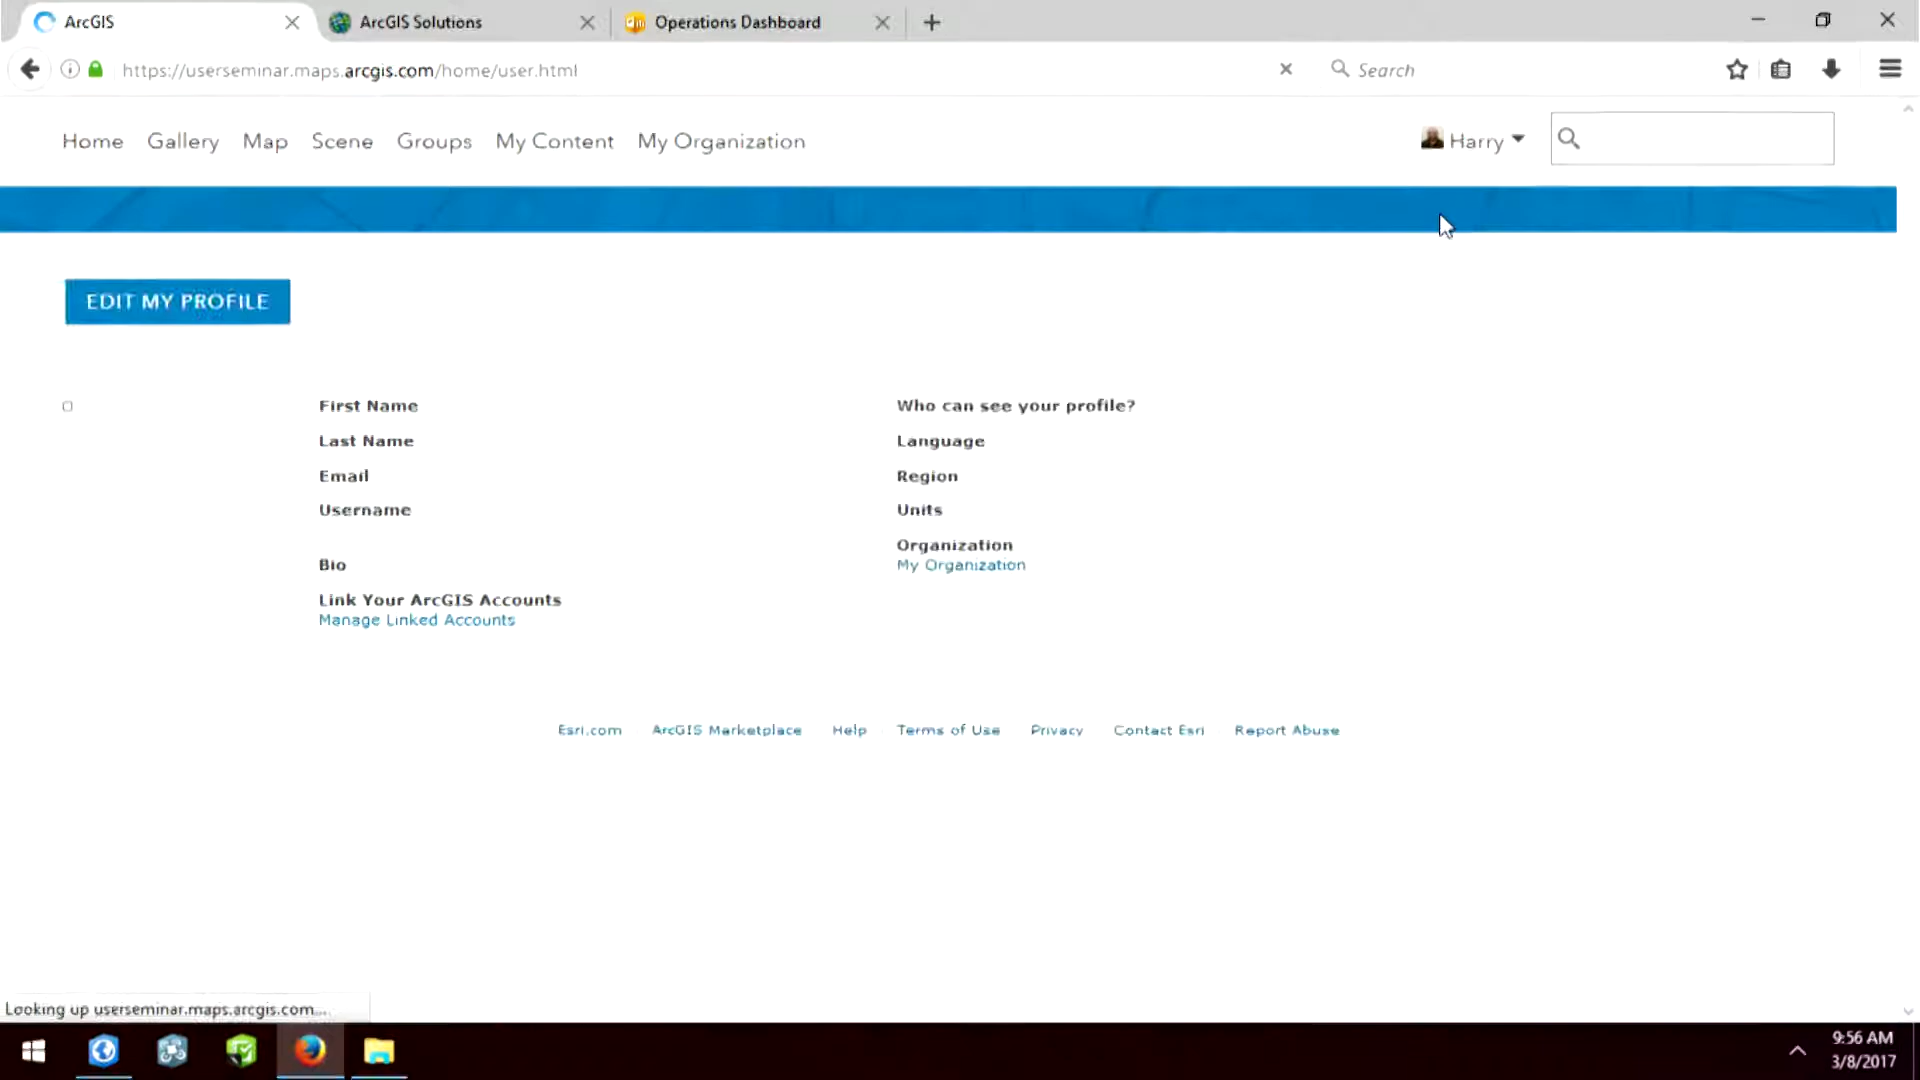 ArcGIS
ArcGIS Solutions
Operations Dashboard
https://userseminar.maps.arcgis.com/home/user.html
Search
Home Gallery Map Scene Groups My Content My Organization
Harry
EDIT MY PROFILE
First Name
Who can see your profile?
Last Name
Language
Email
Region
Username
Units
Organization
My Organization
Bio
Link Your ArcGIS Accounts
Manage Linked Accounts
Esri.com ArcGIS Marketplace Help Terms of Use Privacy Contact Esri Report Abuse
Looking up userseminar.maps.arcgis.com...
9:56 AM
3/8/2017